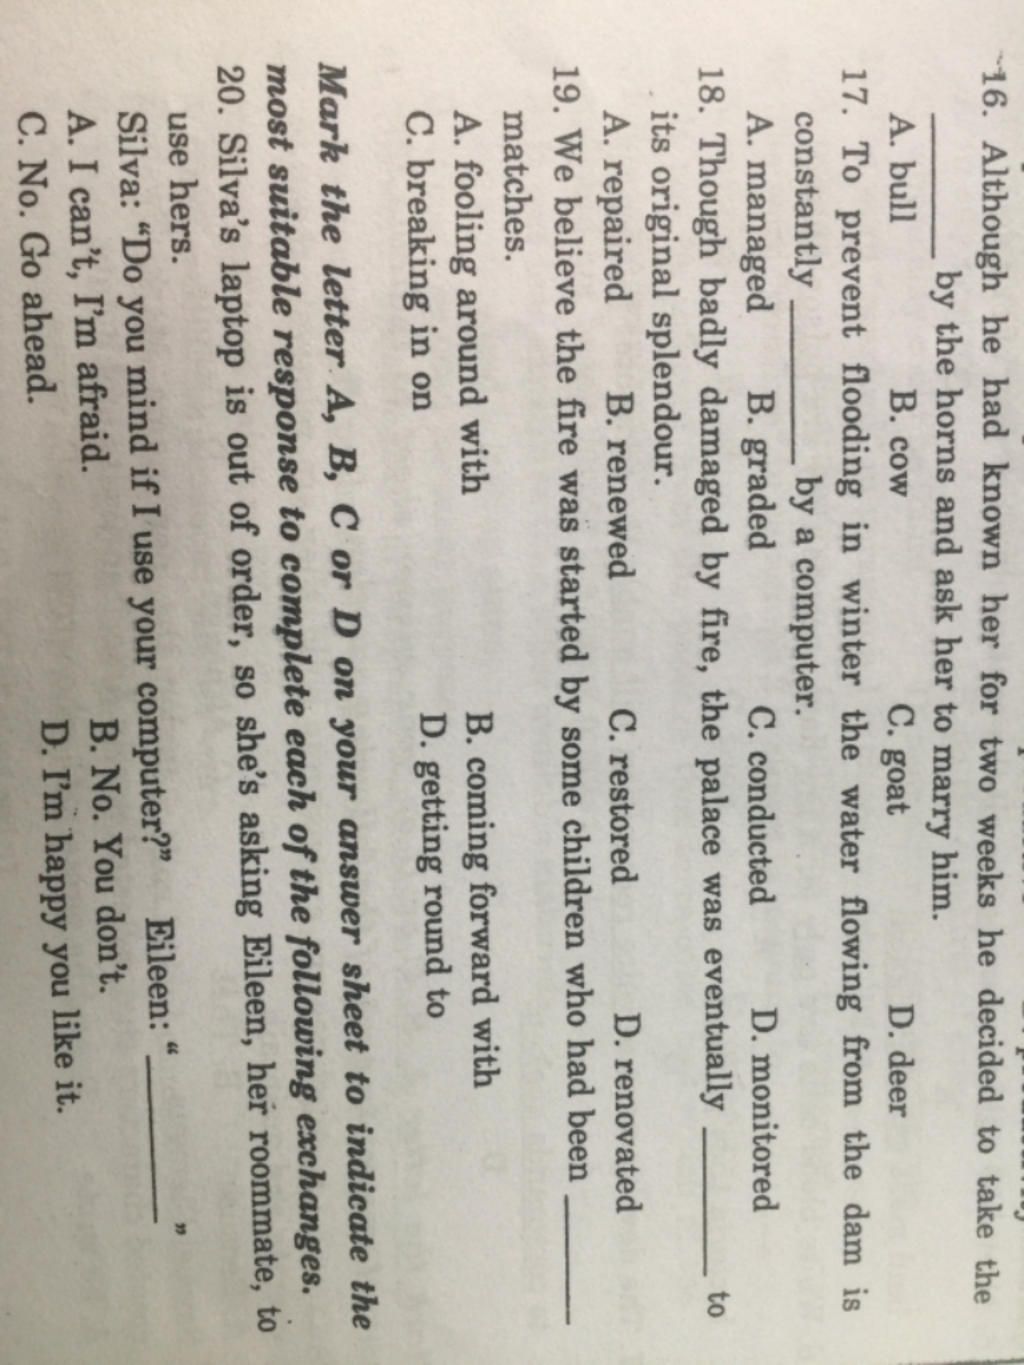 16. Although he had known her for two weeks he decided to take the
______ by the horns and ask her to marry him.
A. bull B. cow C. goat D. deer
17. To prevent flooding in winter the water flowing from the dam is
constantly ______ by a computer.
A. managed B. graded C. conducted D. monitored
18. Though badly damaged by fire, the palace was eventually ______ to
its original splendour.
A. repaired B. renewed C. restored D. renovated
19. We believe the fire was started by some children who had been ______
matches.
A. fooling around with B. coming forward with
C. breaking in on D. getting round to
Mark the letter A, B, C or D on your answer sheet to indicate the
most suitable response to complete each of the following exchanges.
20. Silva's laptop is out of order, so she's asking Eileen, her roommate, to
use hers.
Silva: "Do you mind if I use your computer?" Eileen: "______"
A. I can't, I'm afraid. B. No. You don't.
C. No. Go ahead. D. I'm happy you like it.